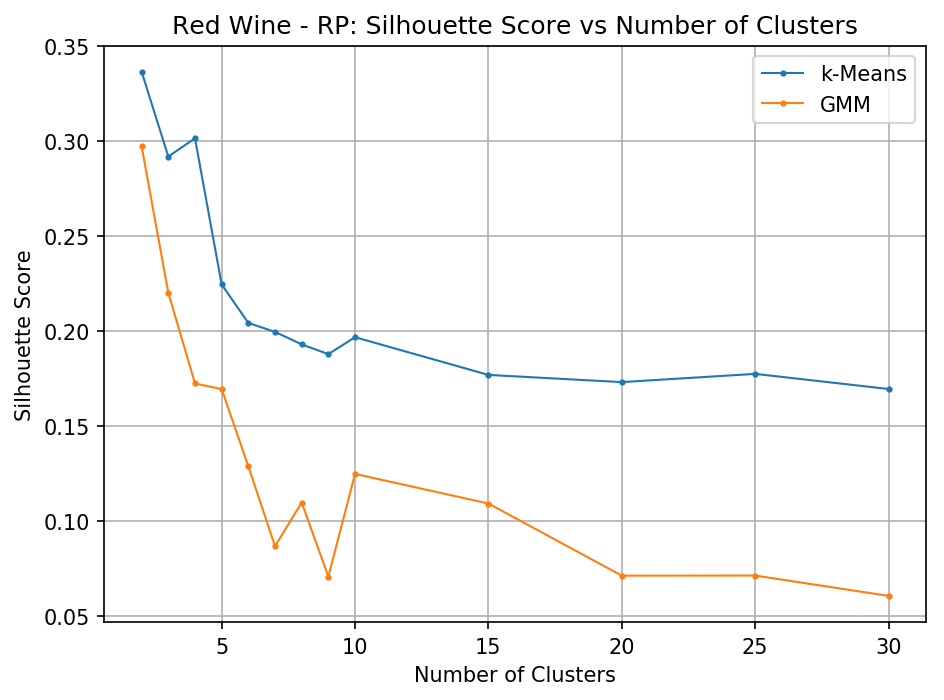 Red Wine - RP: Silhouette Score vs Number of Clusters
k-Means
GMM
Silhouette Score
0.35
0.30
0.25
0.20
0.15
0.10
0.05
5 10 15 20 25 30
Number of Clusters